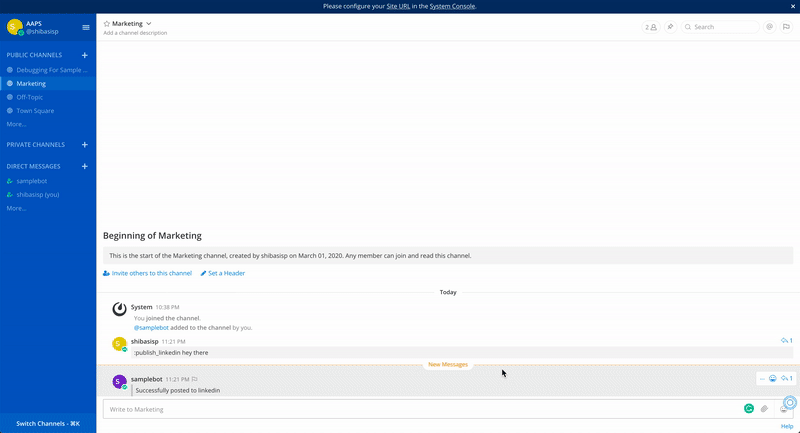 Please configure your Site URL in the System Console.
×
AAPS
@shibasisp
PUBLIC CHANNELS +
Debugging For Sample ...
Marketing
Off-Topic
Town Square
More...
PRIVATE CHANNELS +
DIRECT MESSAGES +
samplebot
shibasisp (you)
More...
Switch Channels - ⌘K
Marketing
Add a channel description
2
Search
@
Beginning of Marketing
This is the start of the Marketing channel, created by shibasisp on March 01, 2020. Any member can join and read this channel.
Invite others to this channel
Set a Header
Today
System 10:38 PM
You joined the channel.
@samplebot added to the channel by you.
shibasisp 11:21 PM
1
:publish_linkedin hey there
New Messages
samplebot 11:21 PM
... 1
Successfully posted to linkedin
Write to Marketing
Help